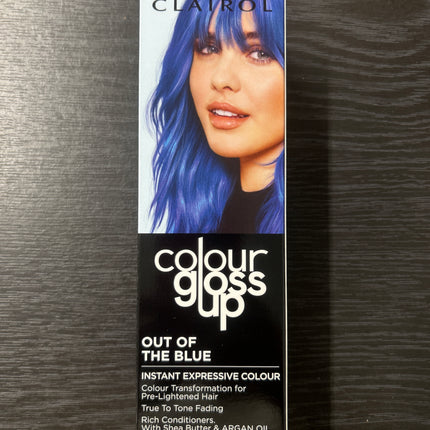 CLAIROL
colour
gloss
up
OUT OF
THE BLUE
INSTANT EXPRESSIVE COLOUR
Colour Transformation for
Pre-Lightened Hair
True To Tone Fading
Rich Conditioners.
With Shea Butter & ARGAN OIL